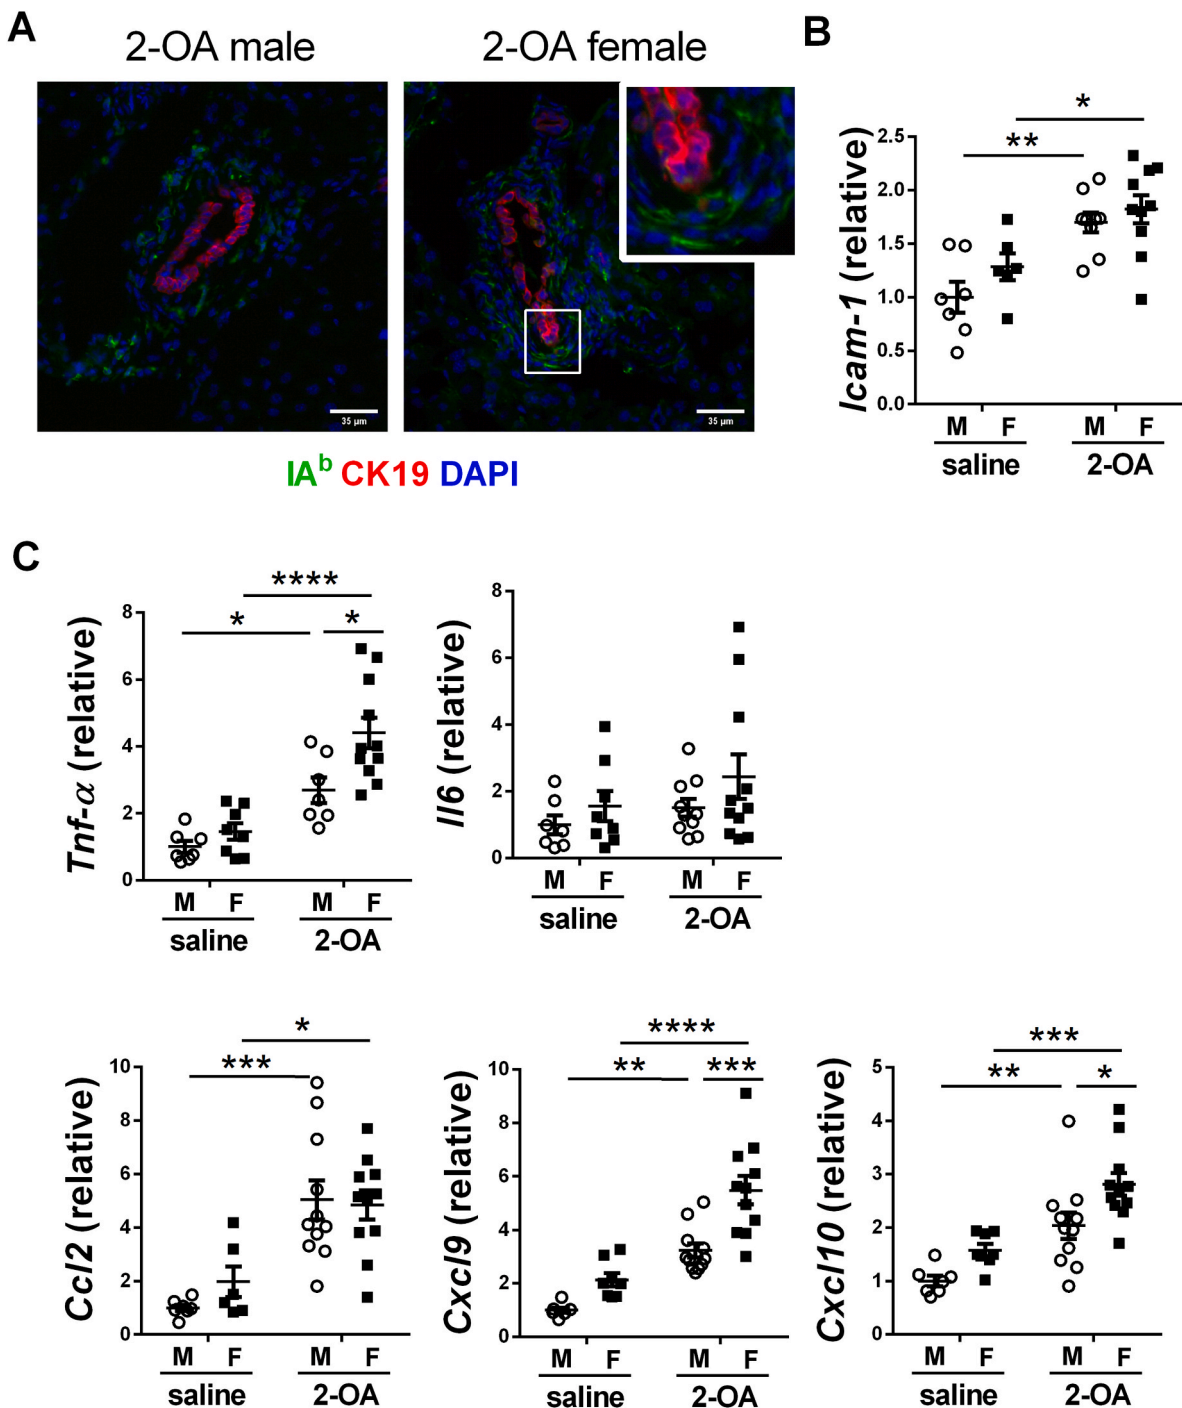 A
2-OA male
2-OA female
35 µm
35 µm
IAᵇ CK19 DAPI
B
Icam-1 (relative)
*
**
2.5
2.0
1.5
1.0
0.5
0.0
M F M F
saline 2-OA
C
Tnf-α (relative)
****
* *
8
6
4
2
0
M F M F
saline 2-OA
Il6 (relative)
8
6
4
2
0
M F M F
saline 2-OA
Ccl2 (relative)
*
***
10
8
6
4
2
0
M F M F
saline 2-OA
Cxcl9 (relative)
****
** ***
10
8
6
4
2
0
M F M F
saline 2-OA
Cxcl10 (relative)
***
** *
5
4
3
2
1
0
M F M F
saline 2-OA